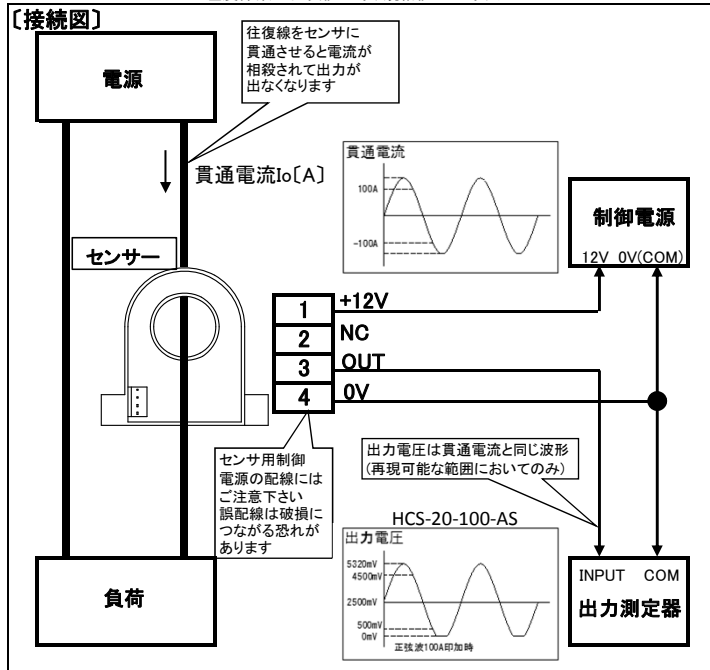 〔接続図〕
電源
往復線をセンサに
貫通させると電流が
相殺されて出力が
出なくなります
貫通電流Io〔A〕
センサー
貫通電流
100A
-100A
制御電源
12V 0V(COM)
1 +12V
2 NC
3 OUT
4 0V
センサ用制御
電源の配線には
ご注意下さい
誤配線は破損に
つながる恐れが
あります
出力電圧は貫通電流と同じ波形
(再現可能な範囲においてのみ)
HCS-20-100-AS
出力電圧
5320mV
4500mV
2500mV
500mV
0mV
正弦波100A印加時
負荷
INPUT COM
出力測定器